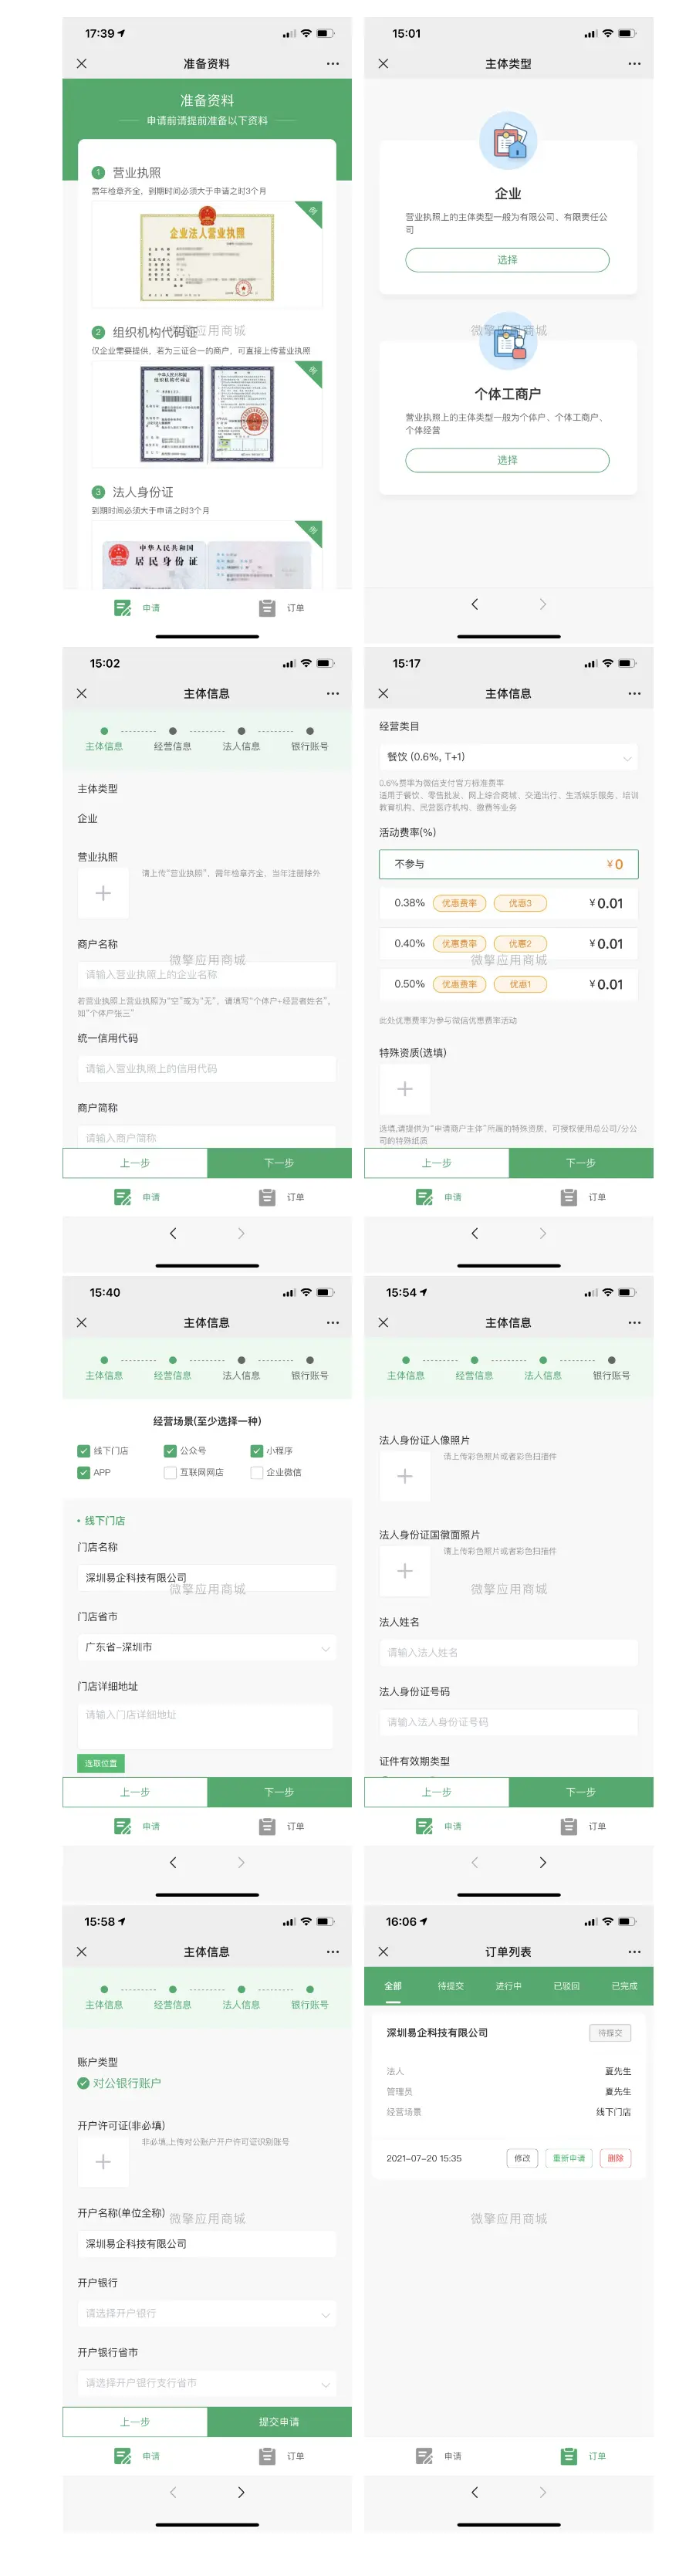 17:39
准备资料
准备资料
申请前请提前准备以下资料
1 营业执照
需年检章齐全，到期时间必须大于申请之时3个月
例
企业法人营业执照
2 组织机构代码证
微擎应用商城
仅企业需要提供，若为三证合一的商户，可直接上传营业执照
例
中华人民共和国
组织机构代码证
3 法人身份证
到期时间必须大于申请之时3个月
例
中华人民共和国
居民身份证
申请
订单
15:01
主体类型
企业
营业执照上的主体类型一般为有限公司、有限责任公
司
选择
微擎应用商城
个体工商户
营业执照上的主体类型一般为个体户、个体工商户、
个体经营
选择
15:02
主体信息
主体信息 经营信息 法人信息 银行账号
主体类型
企业
营业执照
请上传“营业执照”，需年检章齐全，当年注册除外
商户名称
微擎应用商城
请输入营业执照上的企业名称
若营业执照上营业执照为“空”或为“无”，请填写“个体户+经营者姓名”，
如“个体户张三”
统一信用代码
请输入营业执照上的信用代码
商户简称
请输入商户简称
上一步 下一步
申请 订单
15:17
主体信息
经营类目
餐饮 (0.6%, T+1)
0.6%费率为微信支付官方标准费率
适用于餐饮、零售批发、网上综合商城、交通出行、生活娱乐服务、培训
教育机构、民营医疗机构、缴费等业务
活动费率(%)
不参与 ¥0
0.38% 优惠费率 优惠3 ¥0.01
0.40% 优惠费率 优惠2 ¥0.01
微擎应用商城
0.50% 优惠费率 优惠1 ¥0.01
此处优惠费率为参与微信优惠费率活动
特殊资质(选填)
选填,请提供为“申请商户主体”所属的特殊资质，可授权使用总公司/分公
司的特殊纸质
上一步 下一步
申请 订单
15:40
主体信息
主体信息 经营信息 法人信息 银行账号
经营场景(至少选择一种)
线下门店 公众号 小程序
APP 互联网网店 企业微信
• 线下门店
门店名称
深圳易企科技有限公司
微擎应用商城
门店省市
广东省-深圳市
门店详细地址
请输入门店详细地址
选取位置
上一步 下一步
申请 订单
15:54
主体信息
主体信息 经营信息 法人信息 银行账号
法人身份证人像照片
请上传彩色照片或者彩色扫描件
法人身份证国徽面照片
请上传彩色照片或者彩色扫描件
微擎应用商城
法人姓名
请输入法人姓名
法人身份证号码
请输入法人身份证号码
证件有效期类型
上一步 下一步
申请 订单
15:58
主体信息
主体信息 经营信息 法人信息 银行账号
账户类型
对公银行账户
开户许可证(非必填)
非必填,上传对公账户开户许可证识别账号
开户名称(单位全称)
微擎应用商城
深圳易企科技有限公司
开户银行
请选择开户银行
开户银行省市
请选择开户银行支行省市
上一步 提交申请
申请 订单
16:06
订单列表
全部 待提交 进行中 已驳回 已完成
深圳易企科技有限公司 待提交
法人 夏先生
管理员 夏先生
经营场景 线下门店
2021-07-20 15:35 修改 重新申请 删除
微擎应用商城
申请 订单